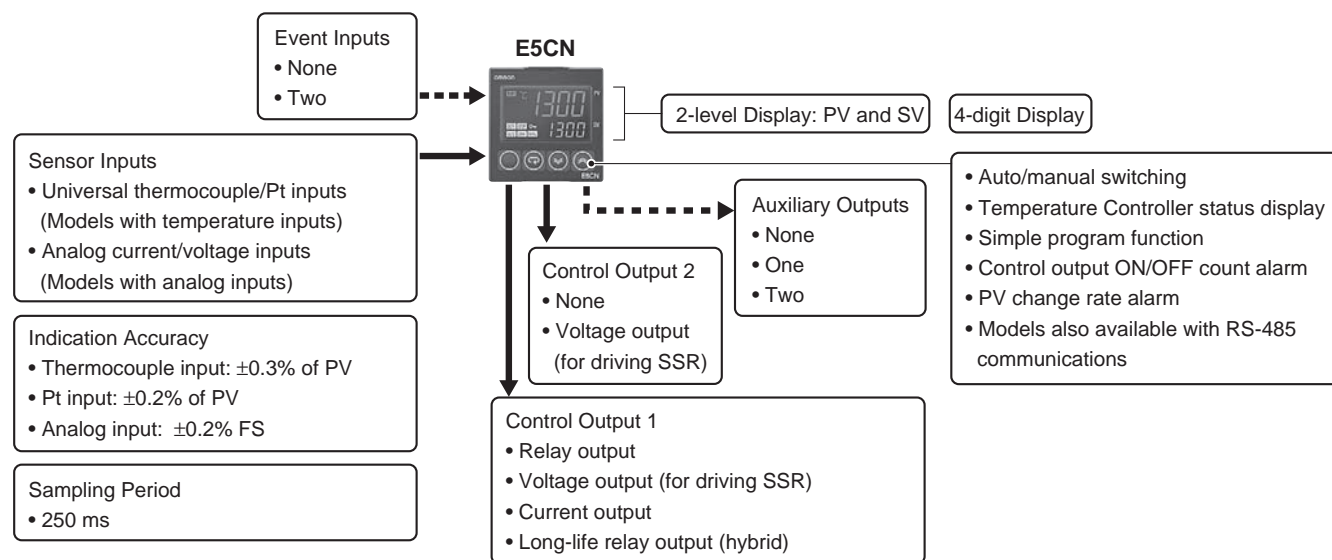 Event Inputs
• None
• Two
E5CN
OMRON
1300
PV
1300
SV
E5CN
2-level Display: PV and SV
4-digit Display
Sensor Inputs
• Universal thermocouple/Pt inputs
(Models with temperature inputs)
• Analog current/voltage inputs
(Models with analog inputs)
• Auto/manual switching
• Temperature Controller status display
• Simple program function
• Control output ON/OFF count alarm
• PV change rate alarm
• Models also available with RS-485
communications
Auxiliary Outputs
• None
• One
• Two
Control Output 2
• None
• Voltage output
(for driving SSR)
Indication Accuracy
• Thermocouple input: ±0.3% of PV
• Pt input: ±0.2% of PV
• Analog input: ±0.2% FS
Control Output 1
• Relay output
• Voltage output (for driving SSR)
• Current output
• Long-life relay output (hybrid)
Sampling Period
• 250 ms